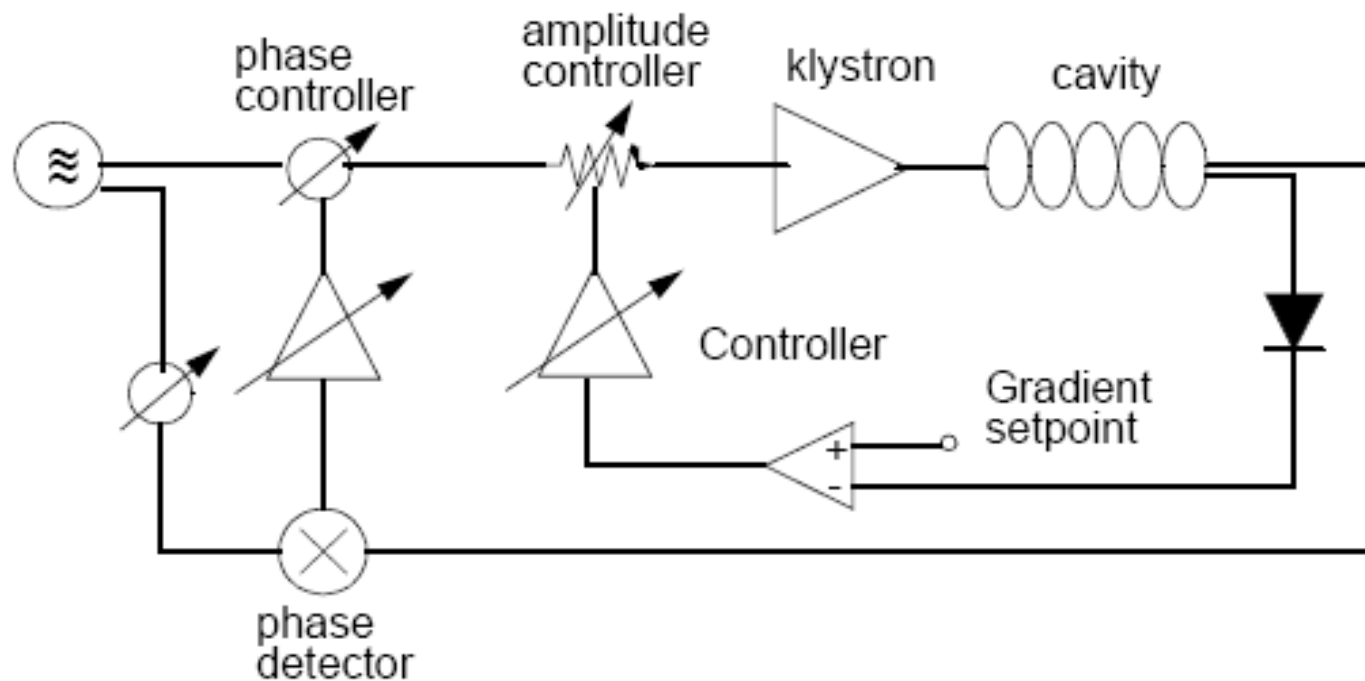 phase
controller
amplitude
controller
klystron
cavity
Controller
Gradient
setpoint
+
-
phase
detector